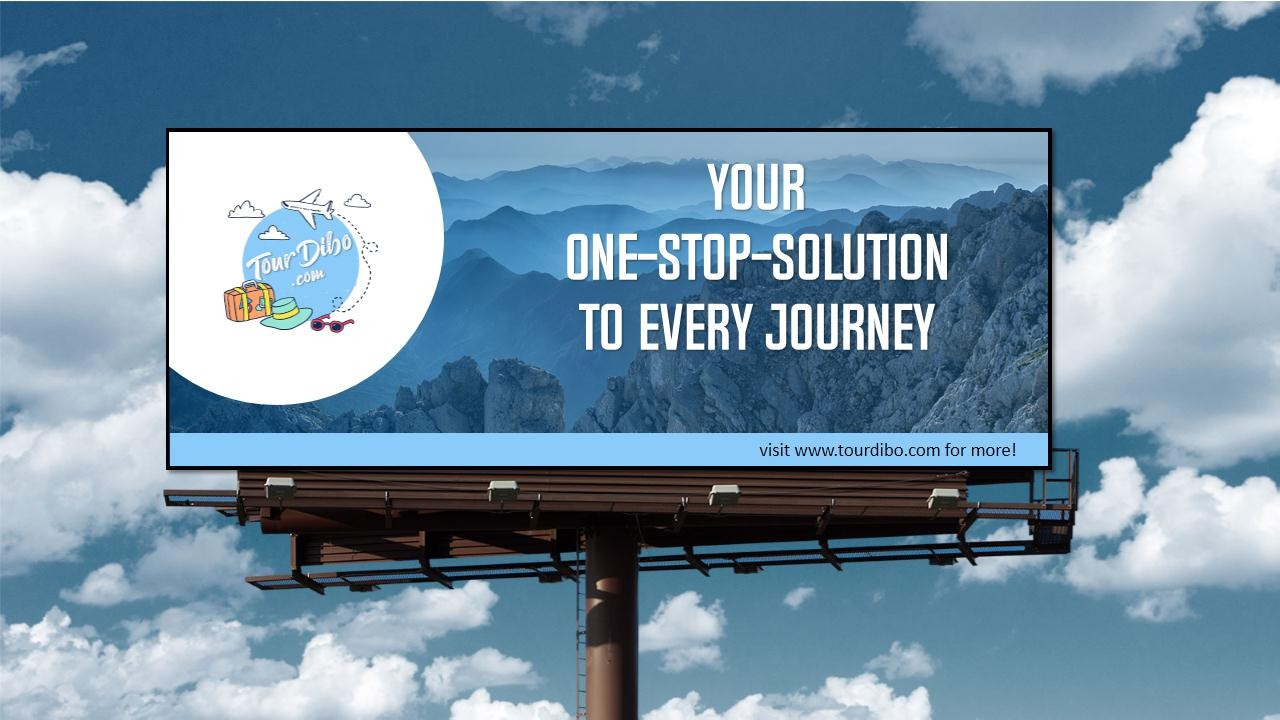 TourDibo
.com
YOUR
ONE-STOP-SOLUTION
TO EVERY JOURNEY
visit www.tourdibo.com for more!